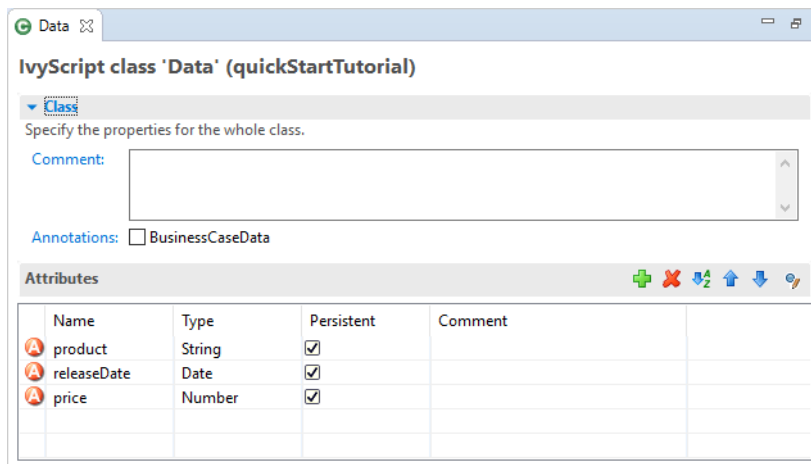 Data
IvyScript class 'Data' (quickStartTutorial)
Class
Specify the properties for the whole class.
Comment:
Annotations: BusinessCaseData
Attributes
Name Type Persistent Comment
product String
releaseDate Date
price Number